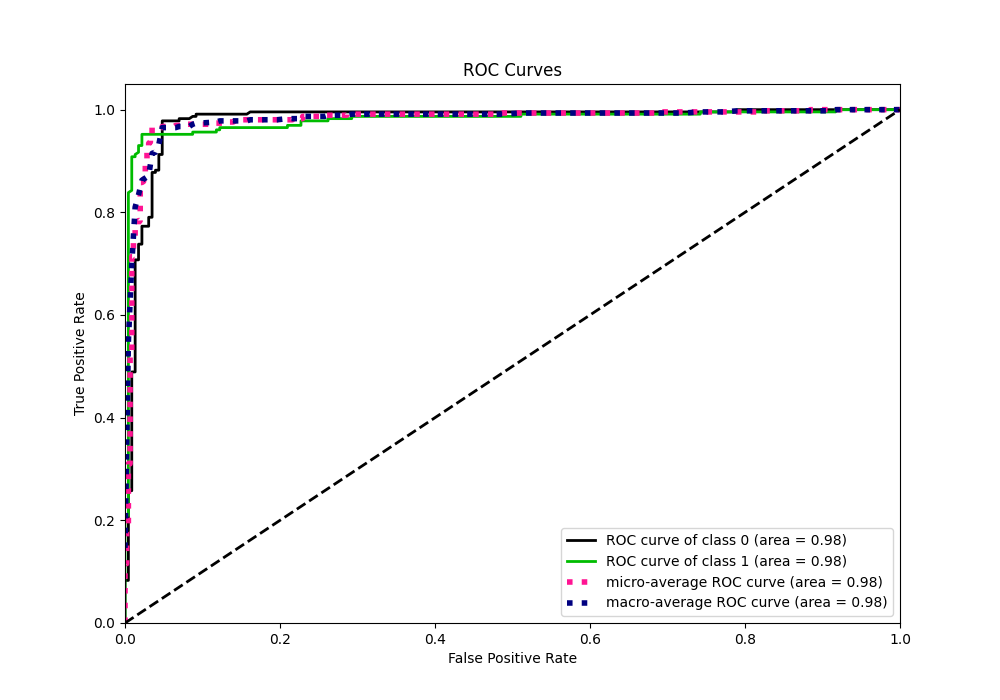 ROC Curves
True Positive Rate
1.0
0.8
0.6
0.4
0.2
0.0
0.0 0.2 0.4 0.6 0.8 1.0
False Positive Rate
ROC curve of class 0 (area = 0.98)
ROC curve of class 1 (area = 0.98)
micro-average ROC curve (area = 0.98)
macro-average ROC curve (area = 0.98)